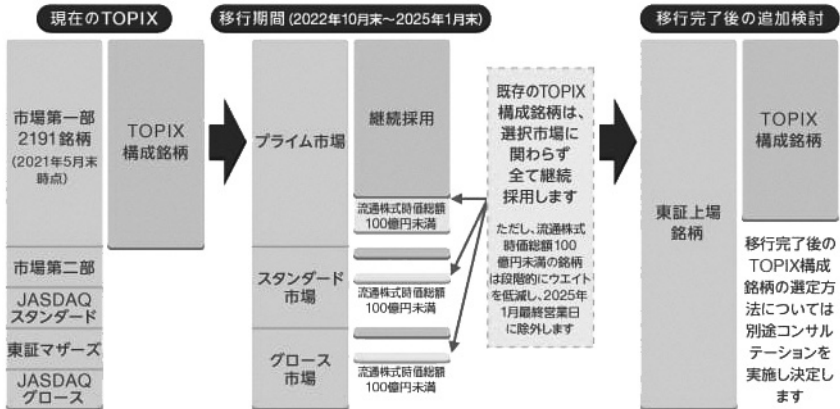 現在のTOPIX
市場第一部
2191銘柄
(2021年5月末
時点)
市場第二部
JASDAQ
スタンダード
東証マザーズ
JASDAQ
グロース
TOPIX
構成銘柄
移行期間(2022年10月末〜2025年1月末)
プライム市場
スタンダード
市場
グロース
市場
継続採用
流通株式時価総額
100億円未満
流通株式時価総額
100億円未満
流通株式時価総額
100億円未満
既存のTOPIX
構成銘柄は、
選択市場に
関わらず
全て継続
採用します
ただし、流通株式
時価総額100
億円未満の銘柄
は段階的にウエイト
を低減し、2025年
1月最終営業日
に除外します
移行完了後の追加検討
東証上場
銘柄
TOPIX
構成銘柄
移行完了後の
TOPIX構成
銘柄の選定方
法については
別途コンサル
テーションを
実施し決定し
ます